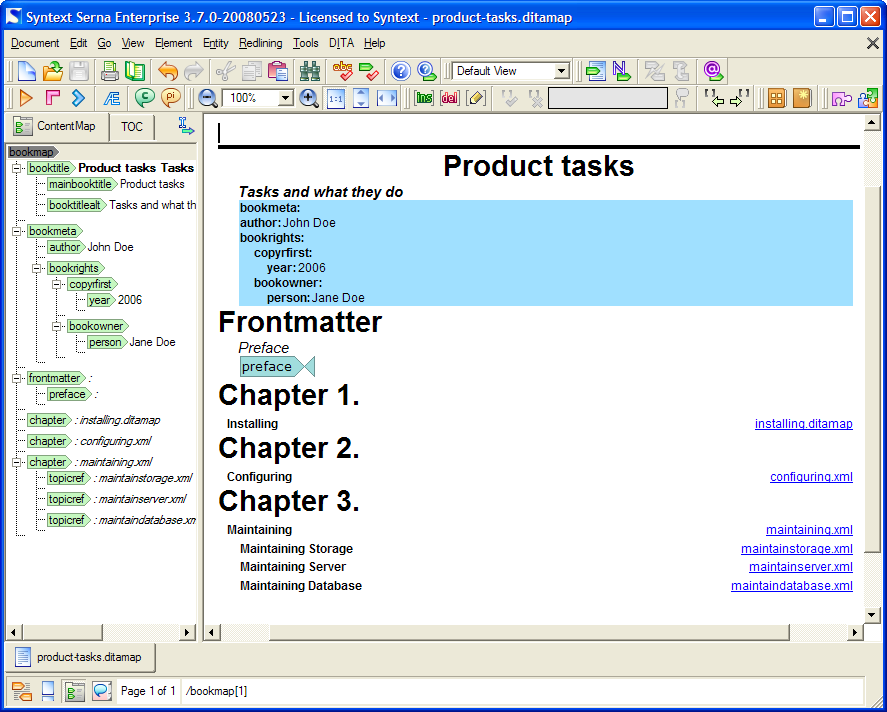 Syntext Serna Enterprise 3.7.0-20080523 - Licensed to Syntext - product-tasks.ditamap
Document Edit Go View Element Entity Redlining Tools DITA Help
abc
Default View
N
Æ C pi 100% 1:1 ins del
ContentMap TOC
bookmap
booktitle Product tasks Tasks
mainbooktitle Product tasks
booktitlealt Tasks and what th
bookmeta
author John Doe
bookrights
copyrfirst
year 2006
bookowner
person Jane Doe
frontmatter :
preface :
chapter : installing.ditamap
chapter : configuring.xml
chapter : maintaining.xml
topicref : maintainstorage.xml
topicref : maintainserver.xml
topicref : maintaindatabase.xm
Product tasks
Tasks and what they do
bookmeta:
author: John Doe
bookrights:
copyrfirst:
year: 2006
bookowner:
person: Jane Doe
Frontmatter
Preface
preface
Chapter 1.
Installing installing.ditamap
Chapter 2.
Configuring configuring.xml
Chapter 3.
Maintaining maintaining.xml
Maintaining Storage maintainstorage.xml
Maintaining Server maintainserver.xml
Maintaining Database maintaindatabase.xml
product-tasks.ditamap
Page 1 of 1 /bookmap[1]